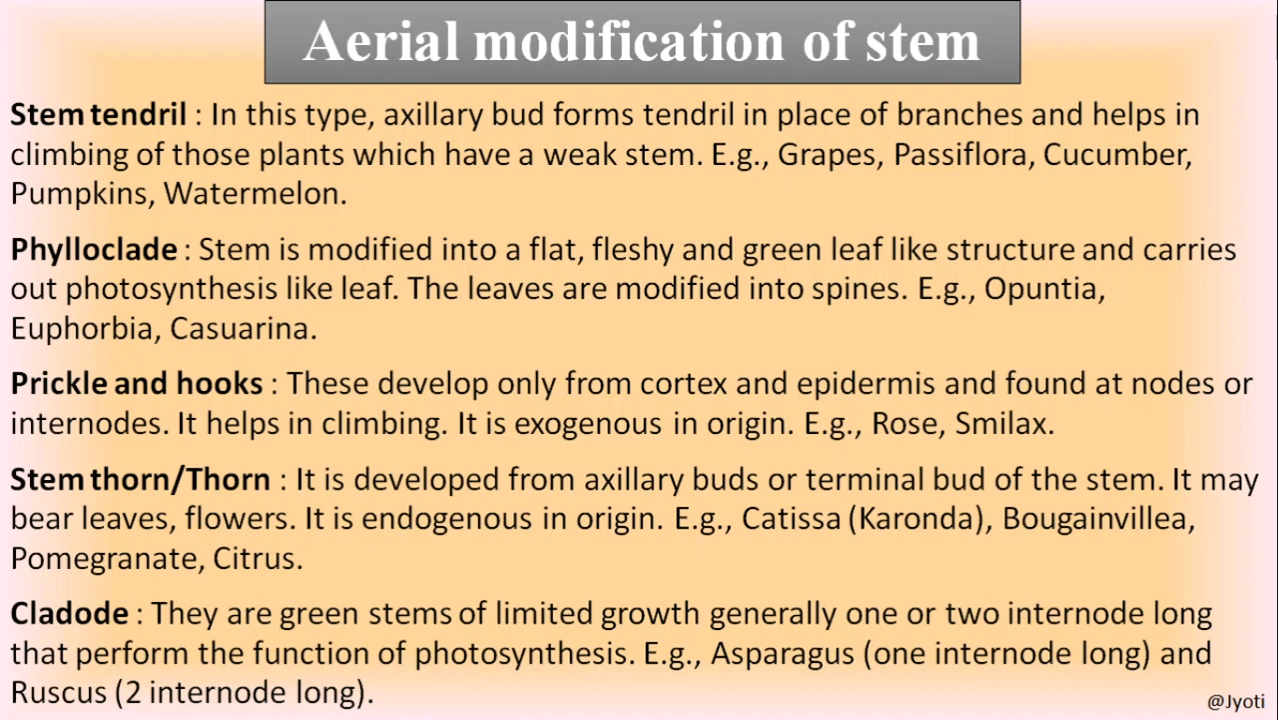 Aerial modification of stem
Stem tendril : In this type, axillary bud forms tendril in place of branches and helps in
climbing of those plants which have a weak stem. E.g., Grapes, Passiflora, Cucumber,
Pumpkins, Watermelon.
Phylloclade : Stem is modified into a flat, fleshy and green leaf like structure and carries
out photosynthesis like leaf. The leaves are modified into spines. E.g., Opuntia,
Euphorbia, Casuarina.
Prickle and hooks : These develop only from cortex and epidermis and found at nodes or
internodes. It helps in climbing. It is exogenous in origin. E.g., Rose, Smilax.
Stem thorn/Thorn : It is developed from axillary buds or terminal bud of the stem. It may
bear leaves, flowers. It is endogenous in origin. E.g., Catissa (Karonda), Bougainvillea,
Pomegranate, Citrus.
Cladode : They are green stems of limited growth generally one or two internode long
that perform the function of photosynthesis. E.g., Asparagus (one internode long) and
Ruscus (2 internode long).
@Jyoti